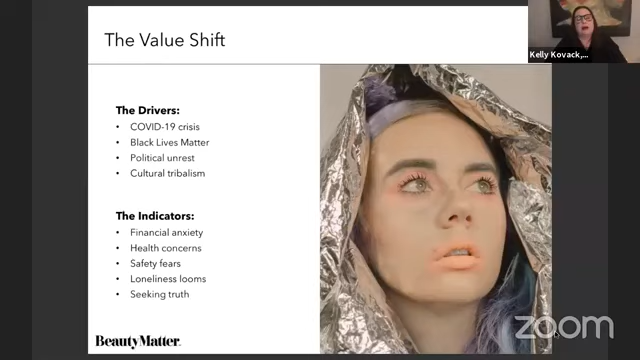 The Value Shift
Kelly Kovack,...
The Drivers:
• COVID-19 crisis
• Black Lives Matter
• Political unrest
• Cultural tribalism
The Indicators:
• Financial anxiety
• Health concerns
• Safety fears
• Loneliness looms
• Seeking truth
BeautyMatter.
zoom